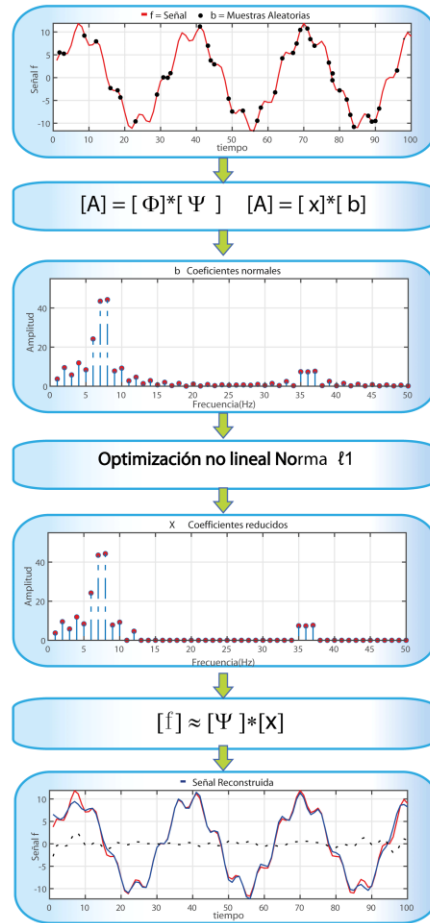 f = Señal b = Muestras Aleatorias
10
5
0
-5
-10
Señal f
0 10 20 30 40 50 60 70 80 90 100
tiempo
[A] = [ Φ]*[ Ψ ] [A] = [ x]*[ b]
b Coeficientes normales
40
20
0
Amplitud
0 5 10 15 20 25 30 35 40 45 50
Frecuencia(Hz)
Optimización no lineal Norma ℓ1
X Coefficientes reducidos
40
20
0
Amplitud
0 5 10 15 20 25 30 35 40 45 50
Frecuencia(Hz)
[f] ≈ [Ψ ]*[x]
Señal Reconstruida
10
5
0
-5
-10
Señal f
0 10 20 30 40 50 60 70 80 90 100
tiempo